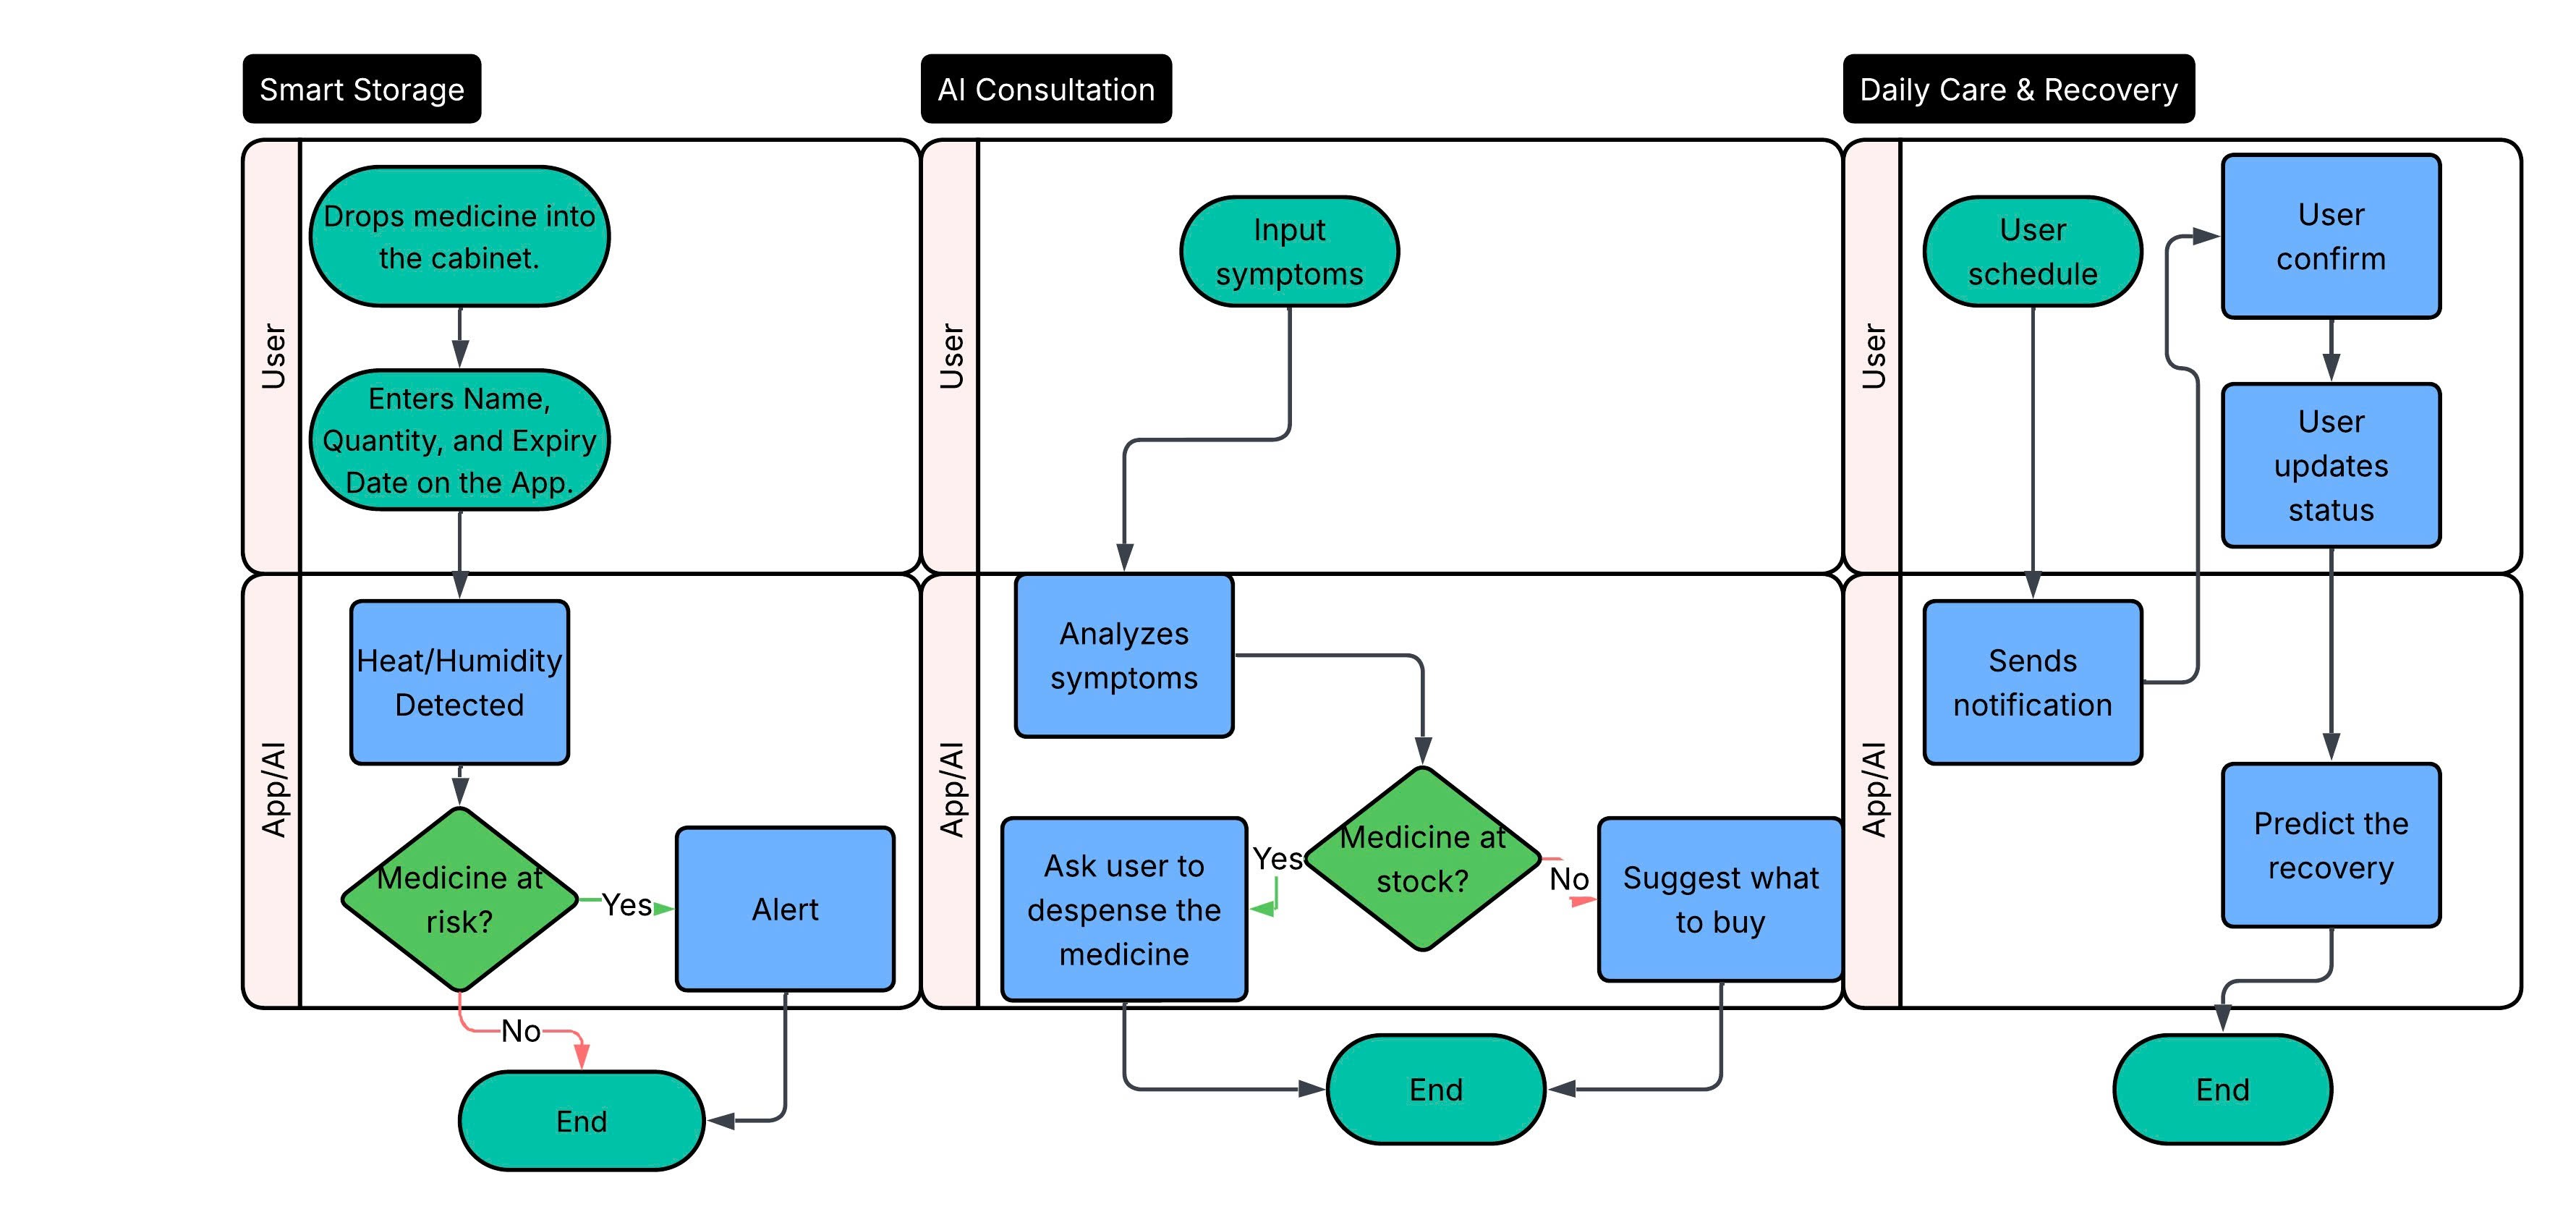 Smart Storage
User
Drops medicine into
the cabinet.
Enters Name,
Quantity, and Expiry
Date on the App.
App/AI
Heat/Humidity
Detected
Medicine at
risk?
Yes
Alert
No
End
AI Consultation
User
Input
symptoms
App/AI
Analyzes
symptoms
Medicine at
stock?
Yes
Ask user to
despense the
medicine
No
Suggest what
to buy
End
Daily Care & Recovery
User
User
schedule
User
confirm
User
updates
status
App/AI
Sends
notification
Predict the
recovery
End